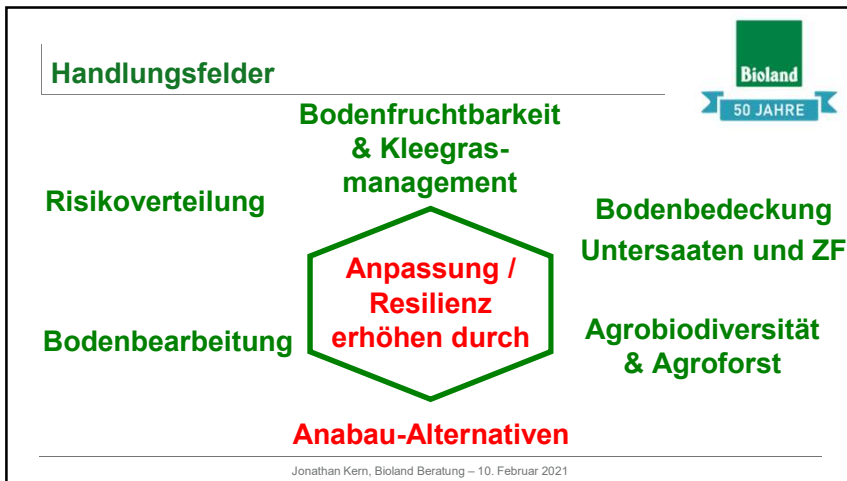 Handlungsfelder
Bioland
50 JAHRE
Bodenfruchtbarkeit
& Kleegras-
management
Risikoverteilung
Bodenbedeckung
Untersaaten und ZF
Anpassung /
Resilienz
erhöhen durch
Bodenbearbeitung
Agrobiodiversität
& Agroforst
Anabau-Alternativen
Jonathan Kern, Bioland Beratung – 10. Februar 2021